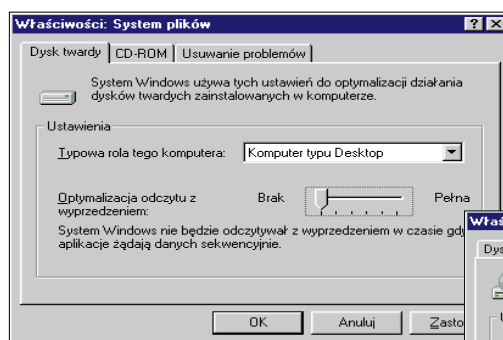 Właściwości: System plików
Dysk twardy CD-ROM Usuwanie problemów
System Windows używa tych ustawień do optymalizacji działania
dysków twardych zainstalowanych w komputerze.
Ustawienia
Typowa rola tego komputera: Komputer typu Desktop
Optymalizacja odczytu z
wyprzedzeniem:
Brak Pełna
System Windows nie będzie odczytywał z wyprzedzeniem w czasie gdy
aplikacje żądają danych sekwencyjnie.
Właś
Dys
U
OK Anuluj Zasto